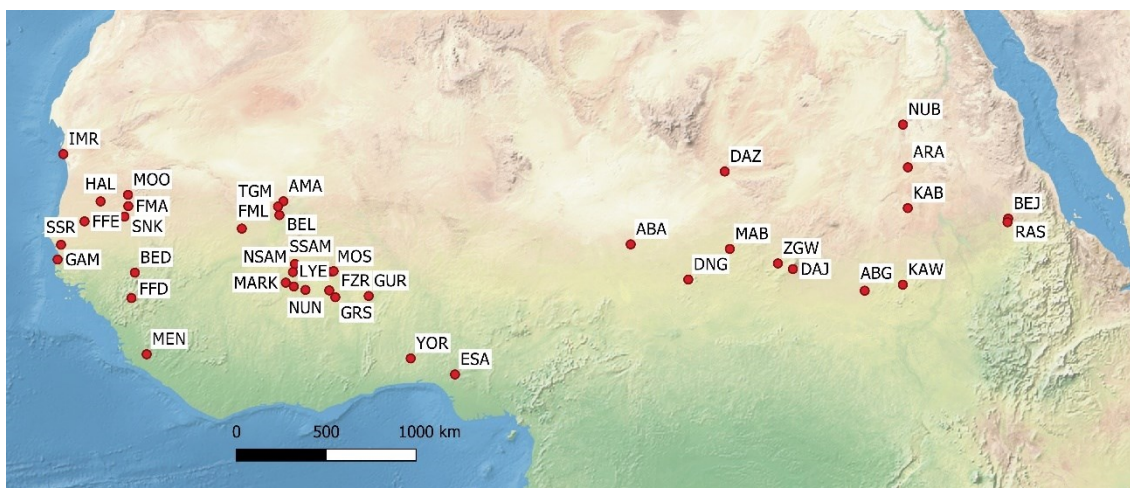 NUB
IMR
DAZ
ARA
HAL
MOO
TGM
AMA
FMA
FML
KAB
BEJ
FFE
SNK
BEL
SSR
RAS
GAM
NSAM
SSAM
MOS
ABA
MAB
ZGW
BED
LYE
DNG
DAJ
ABG
KAW
FFD
MARK
FZR
GUR
NUN
GRS
MEN
YOR
ESA
0 500 1000 km